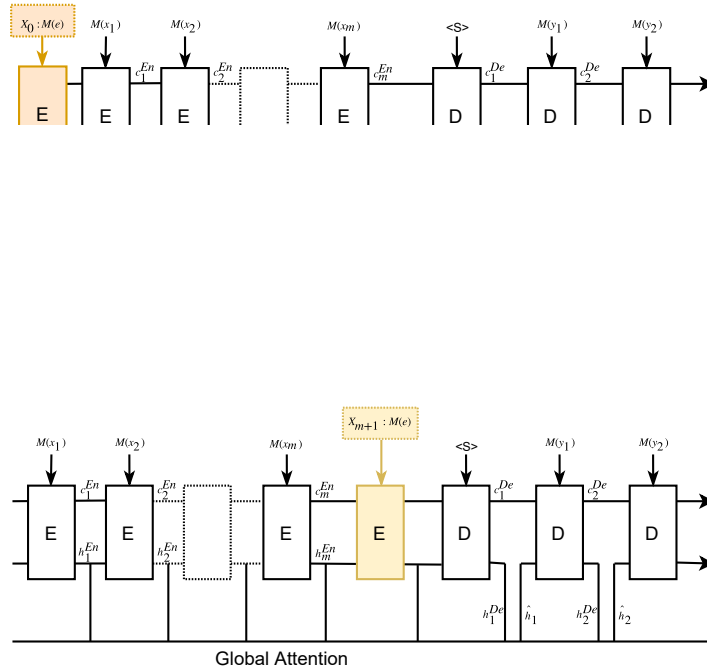 X₀ : M(e) M(x₁) M(x₂) M(xₘ) <S> M(y₁) M(y₂)
c₁ᴱⁿ c₂ᴱⁿ cₘᴱⁿ c₁ᴰᵉ c₂ᴰᵉ
E E E E D D D
Xₘ₊₁ : M(e)
M(x₁) M(x₂) M(xₘ) <S> M(y₁) M(y₂)
c₁ᴱⁿ c₂ᴱⁿ cₘᴱⁿ c₁ᴰᵉ c₂ᴰᵉ
E E E E D D D
h₁ᴱⁿ h₂ᴱⁿ hₘᴱⁿ
h₁ᴰᵉ ĥ₁ h₂ᴰᵉ ĥ₂
Global Attention